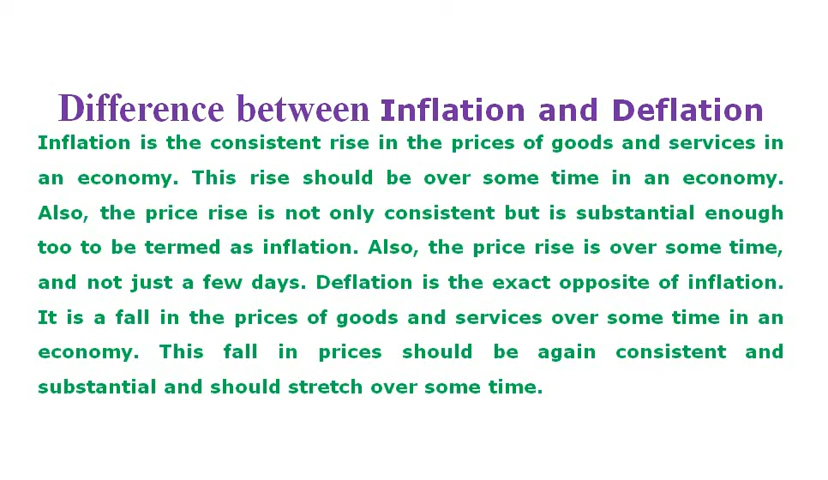 Difference between Inflation and Deflation
Inflation is the consistent rise in the prices of goods and services in
an economy. This rise should be over some time in an economy.
Also, the price rise is not only consistent but is substantial enough
too to be termed as inflation. Also, the price rise is over some time,
and not just a few days. Deflation is the exact opposite of inflation.
It is a fall in the prices of goods and services over some time in an
economy. This fall in prices should be again consistent and
substantial and should stretch over some time.